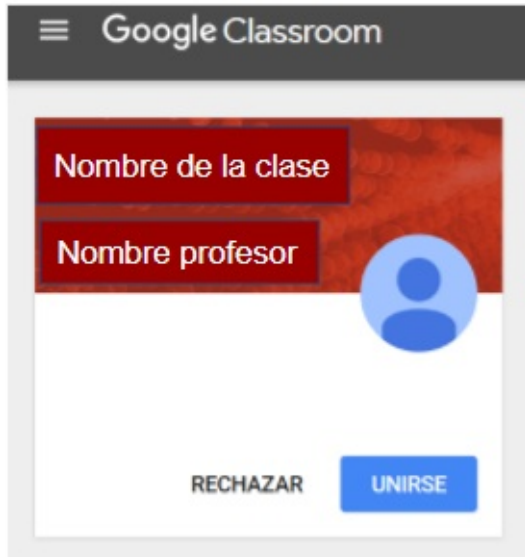 Google Classroom
Nombre de la clase
Nombre profesor
RECHAZAR UNIRSE